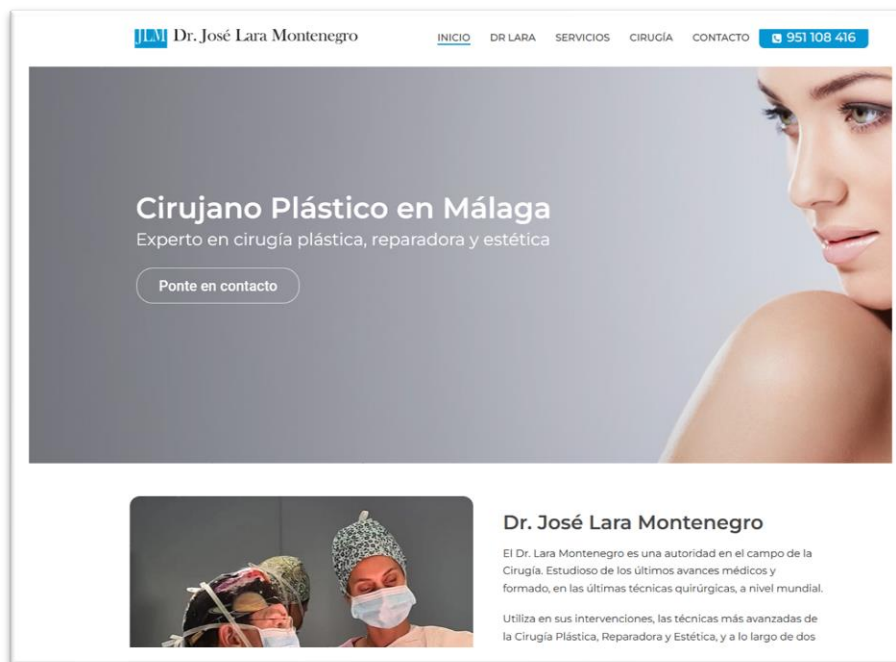 JLM Dr. José Lara Montenegro
INICIO DR LARA SERVICIOS CIRUGÍA CONTACTO 951 108 416
Cirujano Plástico en Málaga
Experto en cirugía plástica, reparadora y estética
Ponte en contacto
Dr. José Lara Montenegro
El Dr. Lara Montenegro es una autoridad en el campo de la
Cirugía. Estudioso de los últimos avances médicos y
formado, en las últimas técnicas quirúrgicas, a nivel mundial.
Utiliza en sus intervenciones, las técnicas más avanzadas de
la Cirugía Plástica, Reparadora y Estética, y a lo largo de dos